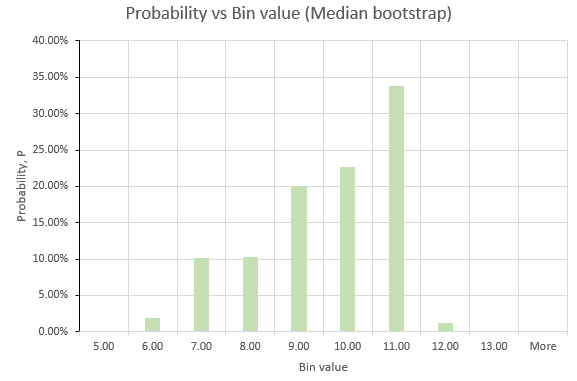 Probability vs Bin value (Median bootstrap)
40.00%
35.00%
30.00%
25.00%
20.00%
15.00%
10.00%
5.00%
0.00%
Probability, P
5.00 6.00 7.00 8.00 9.00 10.00 11.00 12.00 13.00 More
Bin value